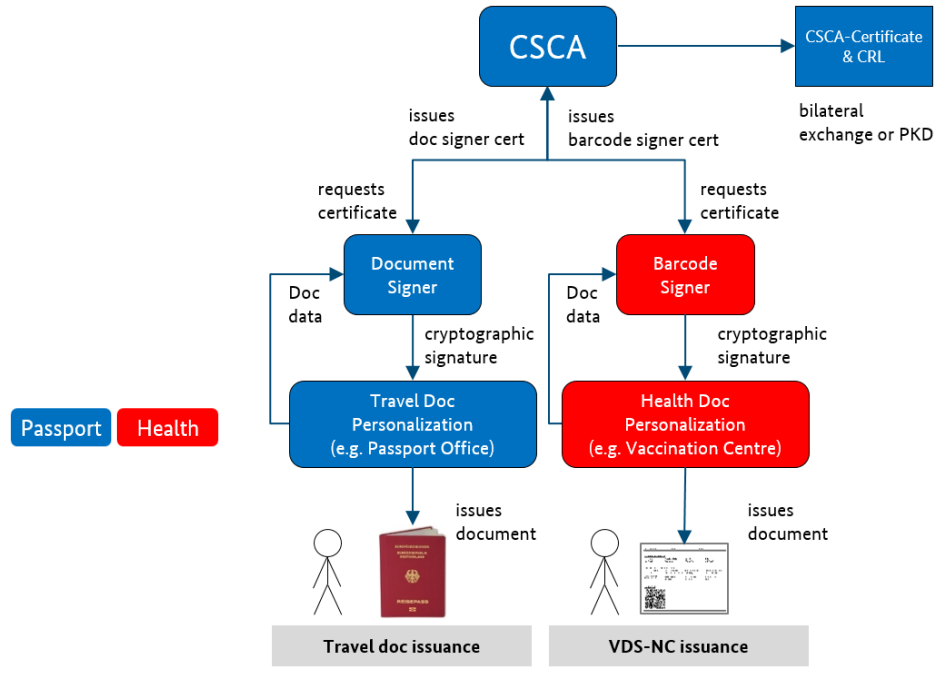 CSCA
CSCA-Certificate
& CRL
bilateral
exchange or PKD
issues
doc signer cert
issues
barcode signer cert
requests
certificate
requests
certificate
Document
Signer
Barcode
Signer
Doc
data
Doc
data
cryptographic
signature
cryptographic
signature
Travel Doc
Personalization
(e.g. Passport Office)
Health Doc
Personalization
(e.g. Vaccination Centre)
Passport
Health
issues
document
issues
document
REISEPASS
Travel doc issuance
VDS-NC issuance